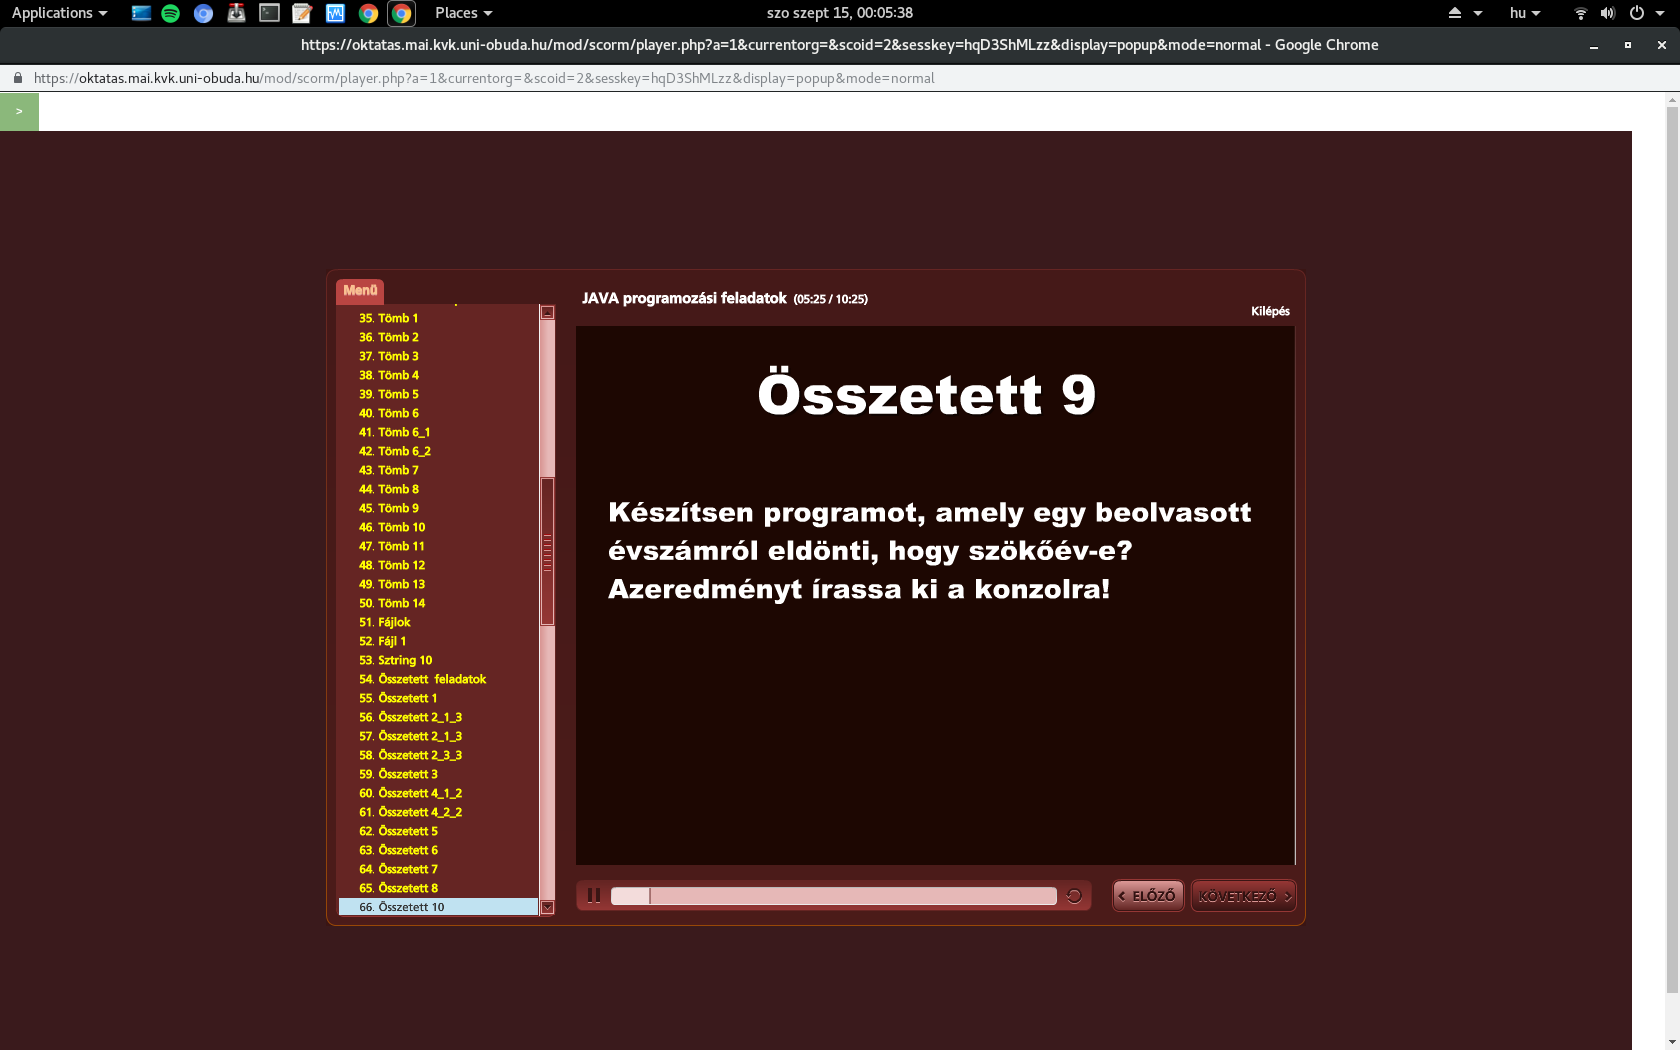 Applications
Places
szo szept 15, 00:05:38
hu
https://oktatas.mai.kvk.uni-obuda.hu/mod/scorm/player.php?a=1&currentorg=&scoid=2&sesskey=hqD3ShMLzz&display=popup&mode=normal - Google Chrome
https://oktatas.mai.kvk.uni-obuda.hu/mod/scorm/player.php?a=1&currentorg=&scoid=2&sesskey=hqD3ShMLzz&display=popup&mode=normal
>
Menü
35. Tömb 1
36. Tömb 2
37. Tömb 3
38. Tömb 4
39. Tömb 5
40. Tömb 6
41. Tömb 6_1
42. Tömb 6_2
43. Tömb 7
44. Tömb 8
45. Tömb 9
46. Tömb 10
47. Tömb 11
48. Tömb 12
49. Tömb 13
50. Tömb 14
51. Fájlok
52. Fájl 1
53. Sztring 10
54. Összetett feladatok
55. Összetett 1
56. Összetett 2_1_3
57. Összetett 2_1_3
58. Összetett 2_3_3
59. Összetett 3
60. Összetett 4_1_2
61. Összetett 4_2_2
62. Összetett 5
63. Összetett 6
64. Összetett 7
65. Összetett 8
66. Összetett 10
JAVA programozási feladatok (05:25 / 10:25)
Kilépés
Összetett 9
Készítsen programot, amely egy beolvasott
évszámról eldönti, hogy szökőév-e?
Azeredményt írassa ki a konzolra!
< ELŐZŐ
KÖVETKEZŐ >